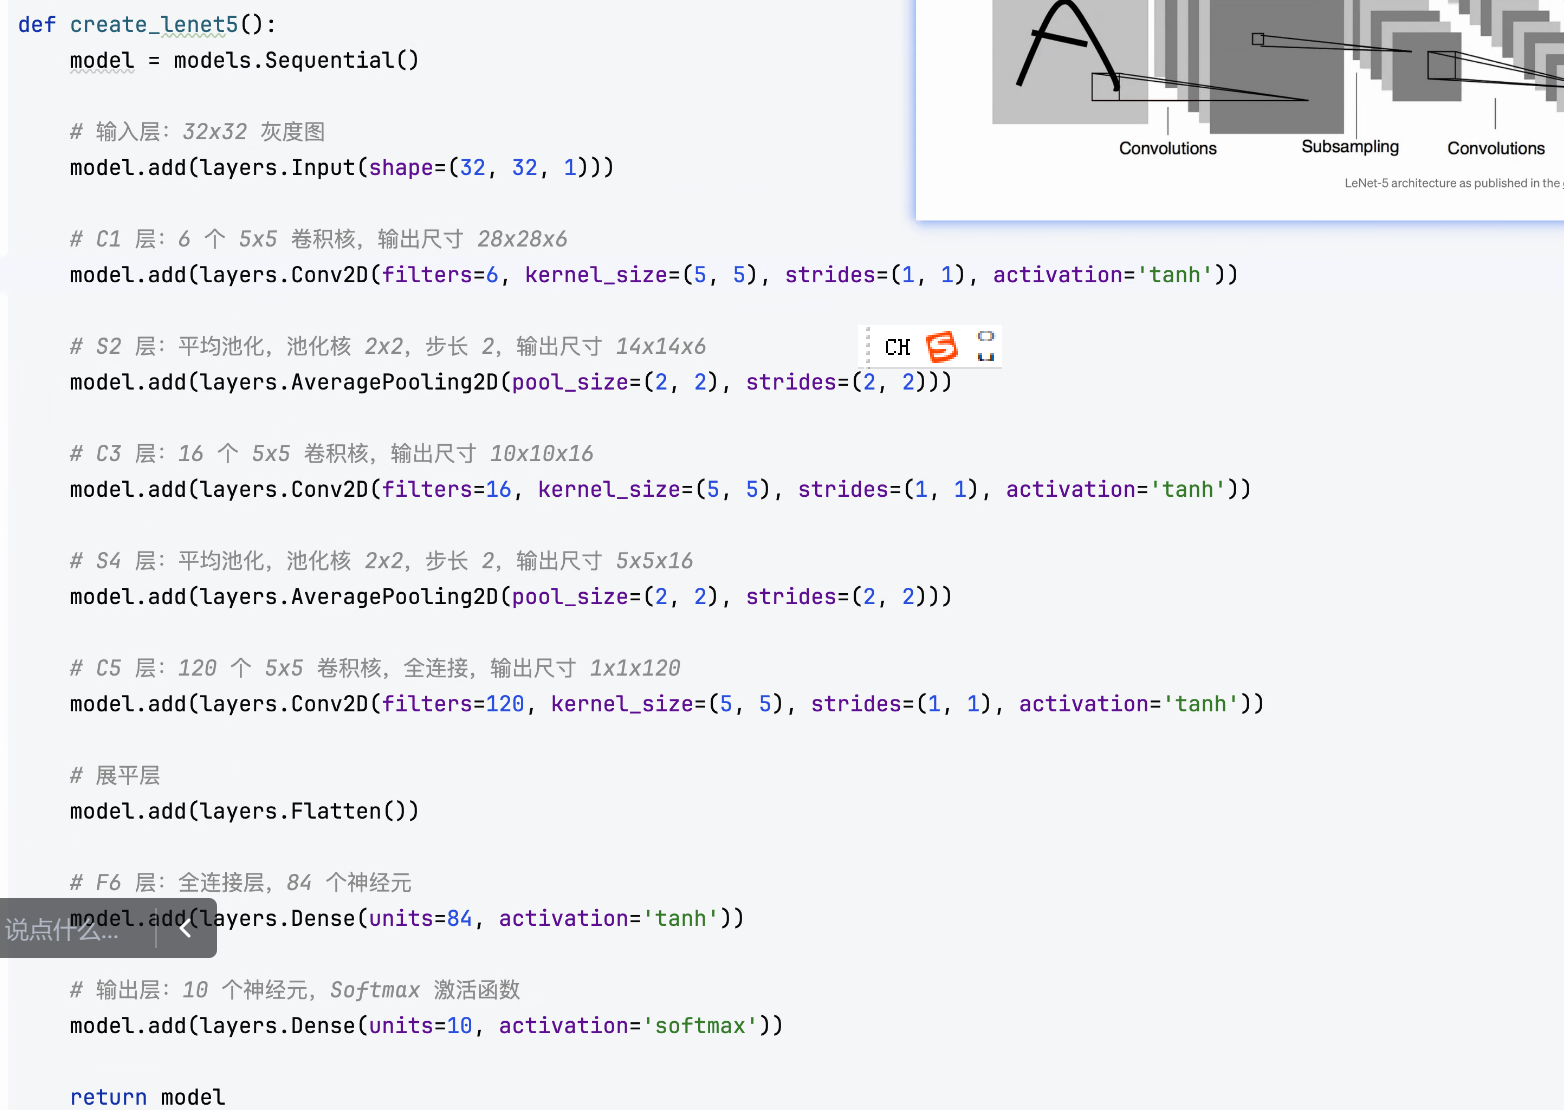 def create_lenet5():
    model = models.Sequential()
    # 输入层：32x32 灰度图
    model.add(layers.Input(shape=(32, 32, 1)))
    # C1 层：6 个 5x5 卷积核，输出尺寸 28x28x6
    model.add(layers.Conv2D(filters=6, kernel_size=(5, 5), strides=(1, 1), activation='tanh'))
    # S2 层：平均池化，池化核 2x2，步长 2，输出尺寸 14x14x6
    model.add(layers.AveragePooling2D(pool_size=(2, 2), strides=(2, 2)))
    # C3 层：16 个 5x5 卷积核，输出尺寸 10x10x16
    model.add(layers.Conv2D(filters=16, kernel_size=(5, 5), strides=(1, 1), activation='tanh'))
    # S4 层：平均池化，池化核 2x2，步长 2，输出尺寸 5x5x16
    model.add(layers.AveragePooling2D(pool_size=(2, 2), strides=(2, 2)))
    # C5 层：120 个 5x5 卷积核，全连接，输出尺寸 1x1x120
    model.add(layers.Conv2D(filters=120, kernel_size=(5, 5), strides=(1, 1), activation='tanh'))
    # 展平层
    model.add(layers.Flatten())
    # F6 层：全连接层，84 个神经元
    model.add(layers.Dense(units=84, activation='tanh'))
    # 输出层：10 个神经元，Softmax 激活函数
    model.add(layers.Dense(units=10, activation='softmax'))
    return model
A
Convolutions
Subsampling
Convolutions
LeNet-5 architecture as published in the
CH S
说点什么...